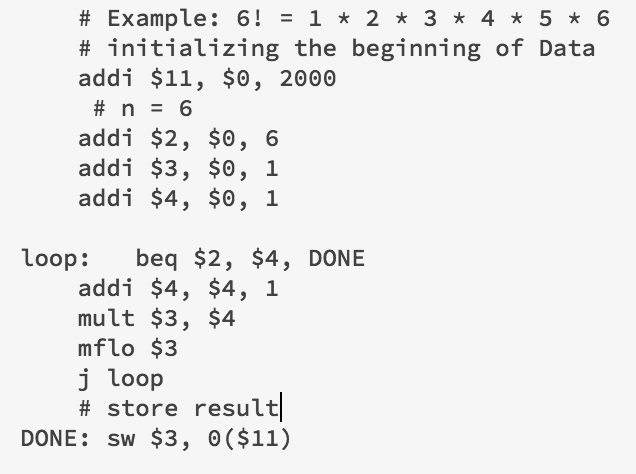 # Example: 6! = 1 * 2 * 3 * 4 * 5 * 6
# initializing the beginning of Data
addi $11, $0, 2000
# n = 6
addi $2, $0, 6
addi $3, $0, 1
addi $4, $0, 1
loop: beq $2, $4, DONE
addi $4, $4, 1
mult $3, $4
mflo $3
j loop
# store result
DONE: sw $3, 0($11)